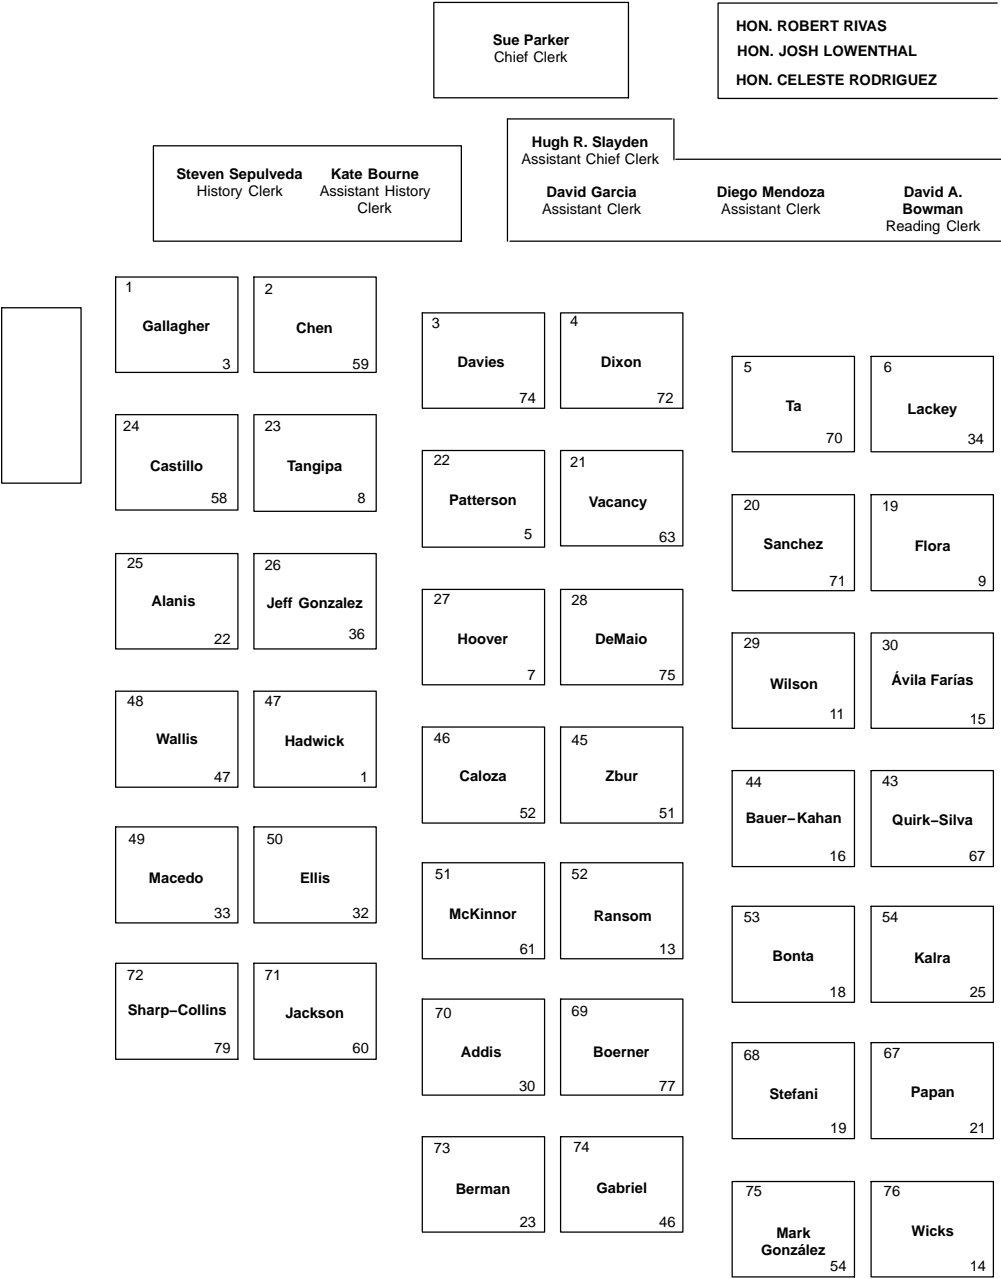 Sue Parker
Chief Clerk
HON. ROBERT RIVAS
HON. JOSH LOWENTHAL
HON. CELESTE RODRIGUEZ
Steven Sepulveda
History Clerk
Kate Bourne
Assistant History
Clerk
Hugh R. Slayden
Assistant Chief Clerk
David Garcia
Assistant Clerk
Diego Mendoza
Assistant Clerk
David A.
Bowman
Reading Clerk
1
Gallagher
3
2
Chen
59
3
Davies
74
4
Dixon
72
5
Ta
70
6
Lackey
34
24
Castillo
58
23
Tangipa
8
22
Patterson
5
21
Vacancy
63
20
Sanchez
71
19
Flora
9
25
Alanis
22
26
Jeff Gonzalez
36
27
Hoover
7
28
DeMaio
75
29
Wilson
11
30
Ávila Farías
15
48
Wallis
47
47
Hadwick
1
46
Caloza
52
45
Zbur
51
44
Bauer−Kahan
16
43
Quirk−Silva
67
49
Macedo
33
50
Ellis
32
51
McKinnor
61
52
Ransom
13
53
Bonta
18
54
Kalra
25
72
Sharp−Collins
79
71
Jackson
60
70
Addis
30
69
Boerner
77
68
Stefani
19
67
Papan
21
73
Berman
23
74
Gabriel
46
75
Mark
González
54
76
Wicks
14